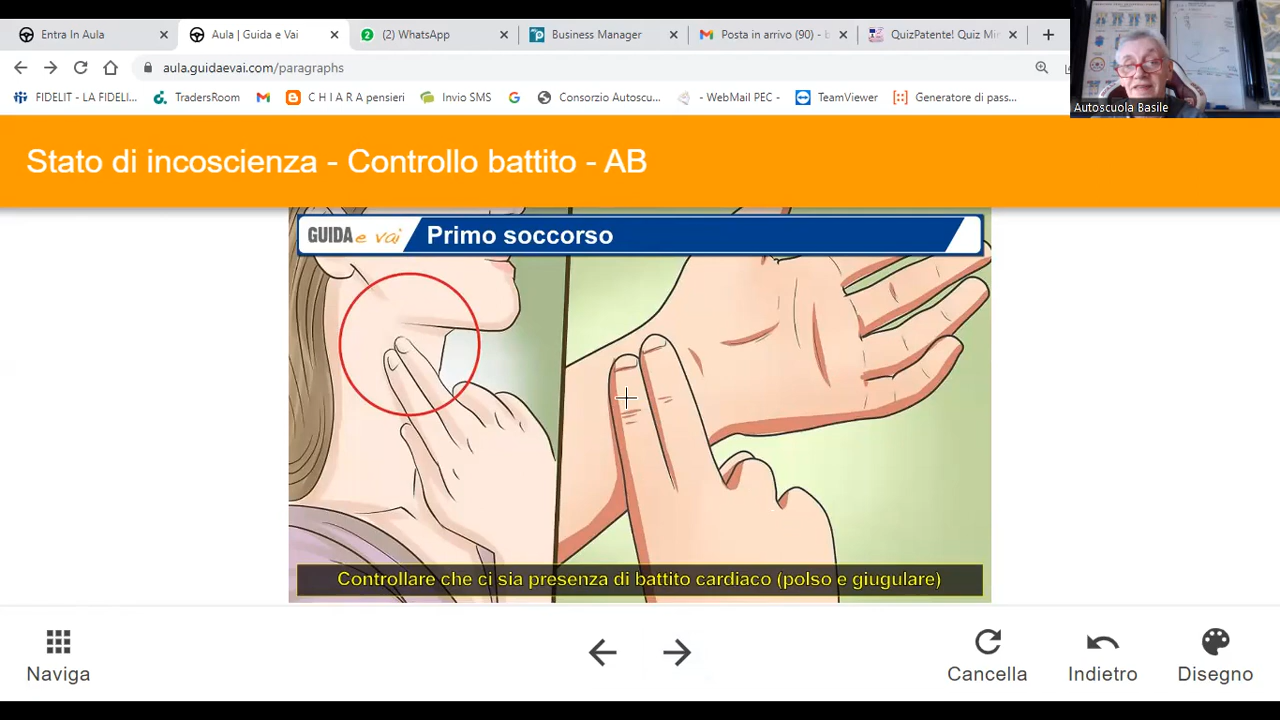 Entra In Aula
Aula | Guida e Vai
(2) WhatsApp
Business Manager
Posta in arrivo (90) - b
QuizPatente! Quiz Min
aula.guidaevai.com/paragraphs
FIDELIT - LA FIDELI...
TradersRoom
C H I A R A pensieri
Invio SMS
Consorzio Autoscu...
- WebMail PEC -
TeamViewer
Generatore di pass...
Autoscuola Basile
Stato di incoscienza - Controllo battito - AB
GUIDA e vai
Primo soccorso
Controllare che ci sia presenza di battito cardiaco (polso e giugulare)
Naviga
Cancella
Indietro
Disegno